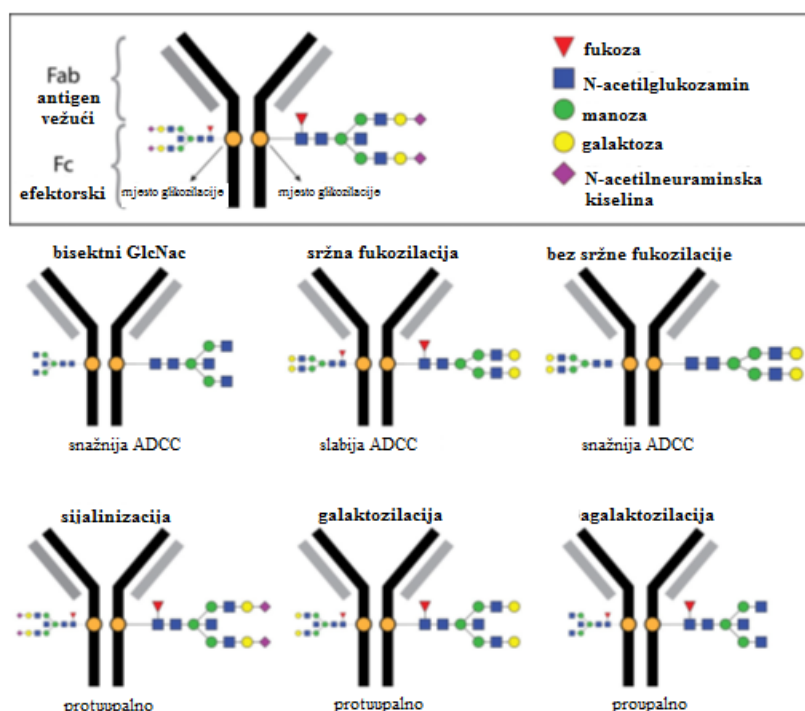 Fab
antigen
vežući
Fc
efektorski
mjesto glikozilacije
mjesto glikozilacije
fukoza
N-acetilglukozamin
manoza
galaktoza
N-acetilneuraminska
kiselina
bisektni GlcNac
sržna fukozilacija
bez sržne fukozilacije
snažnija ADCC
slabija ADCC
snažnija ADCC
sijalinizacija
galaktozilacija
agalaktozilacija
protuupalno
protuupalno
proupalno